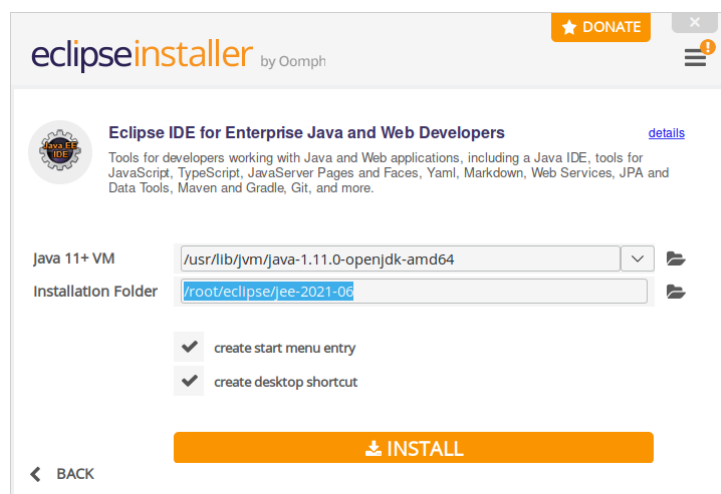 DONATE
eclipseinstaller by Oomph
Java EE
IDE
Eclipse IDE for Enterprise Java and Web Developers
details
Tools for developers working with Java and Web applications, including a Java IDE, tools for
JavaScript, TypeScript, JavaServer Pages and Faces, Yaml, Markdown, Web Services, JPA and
Data Tools, Maven and Gradle, Git, and more.
Java 11+ VM
/usr/lib/jvm/java-1.11.0-openjdk-amd64
Installation Folder
/root/eclipse/jee-2021-06
create start menu entry
create desktop shortcut
INSTALL
BACK